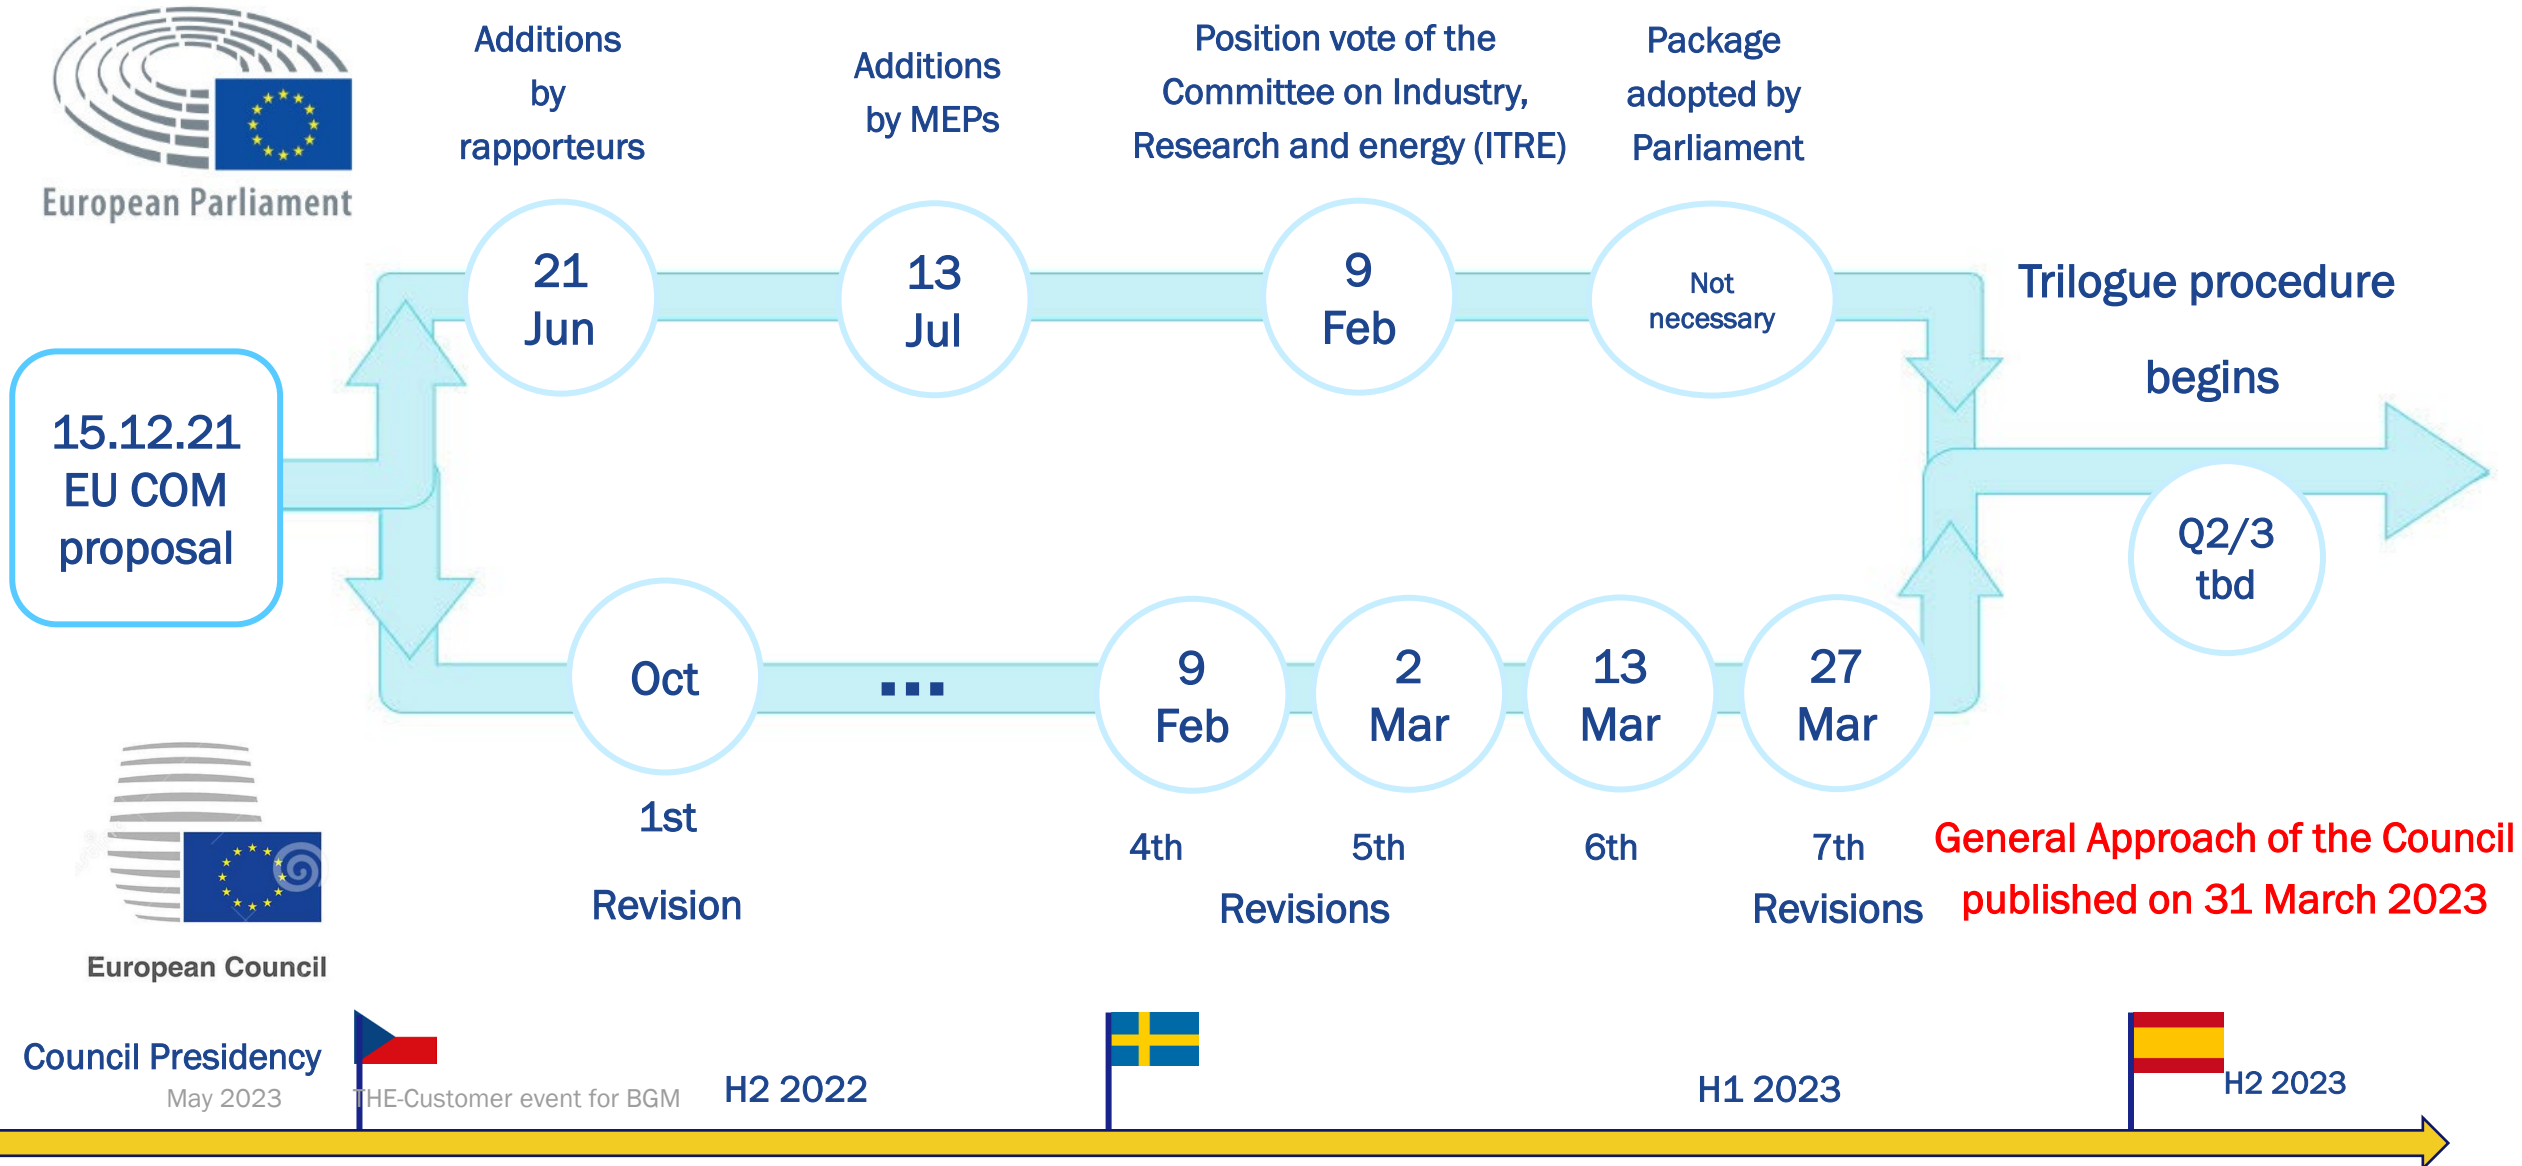 European Parliament
Additions
by
rapporteurs
Additions
by MEPs
Position vote of the
Committee on Industry,
Research and energy (ITRE)
Package
adopted by
Parliament
21
Jun
13
Jul
9
Feb
Not
necessary
Trilogue procedure
begins
15.12.21
EU COM
proposal
Q2/3
tbd
Oct
...
9
Feb
2
Mar
13
Mar
27
Mar
1st
Revision
4th
5th
6th
7th
Revisions
Revisions
General Approach of the Council
published on 31 March 2023
European Council
Council Presidency
May 2023
THE-Customer event for BGM
H2 2022
H1 2023
H2 2023